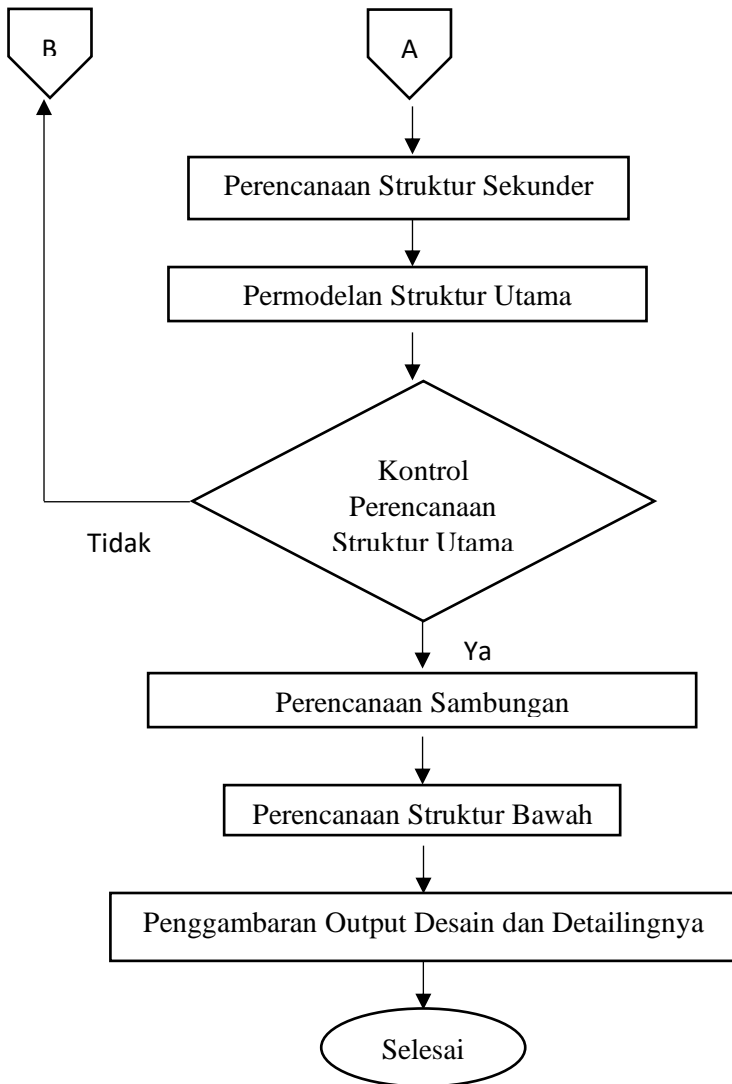 B
A
Perencanaan Struktur Sekunder
Permodelan Struktur Utama
Kontrol
Perencanaan
Struktur Utama
Tidak
Ya
Perencanaan Sambungan
Perencanaan Struktur Bawah
Penggambaran Output Desain dan Detailingnya
Selesai